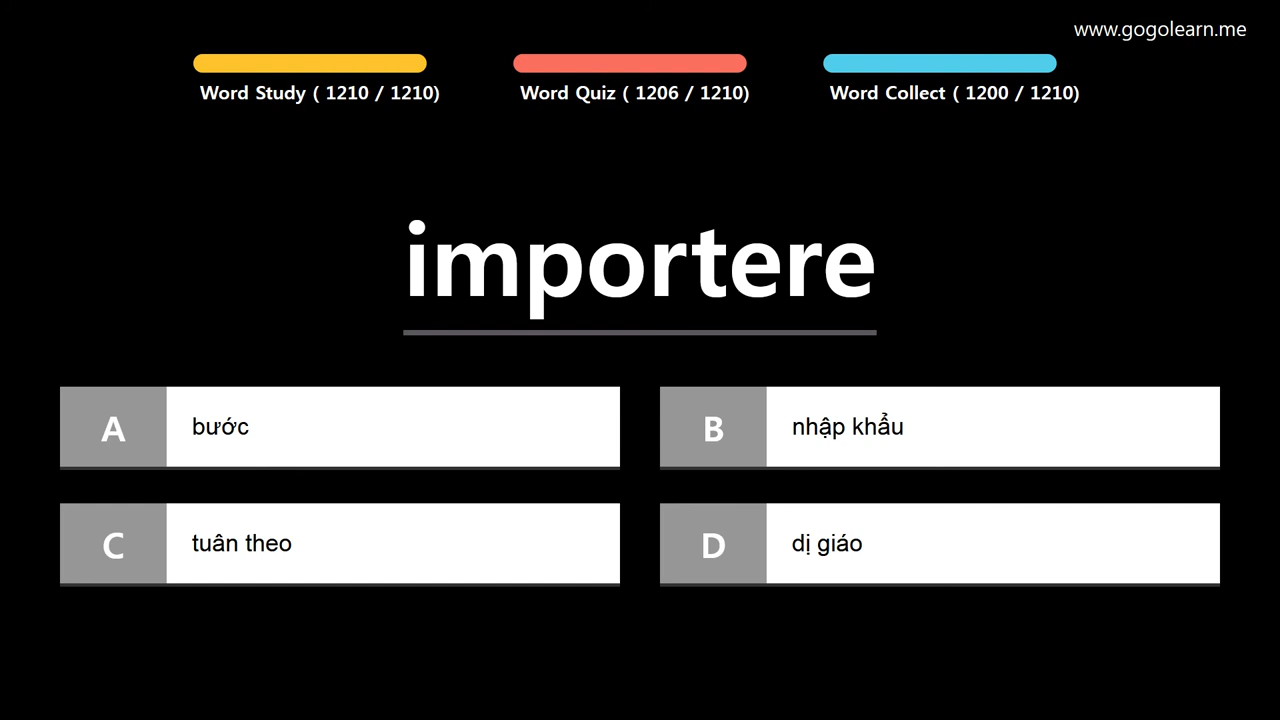 www.gogolearn.me
Word Study ( 1210 / 1210)
Word Quiz ( 1206 / 1210)
Word Collect ( 1200 / 1210)
importere
A
bước
B
nhập khẩu
C
tuân theo
D
dị giáo